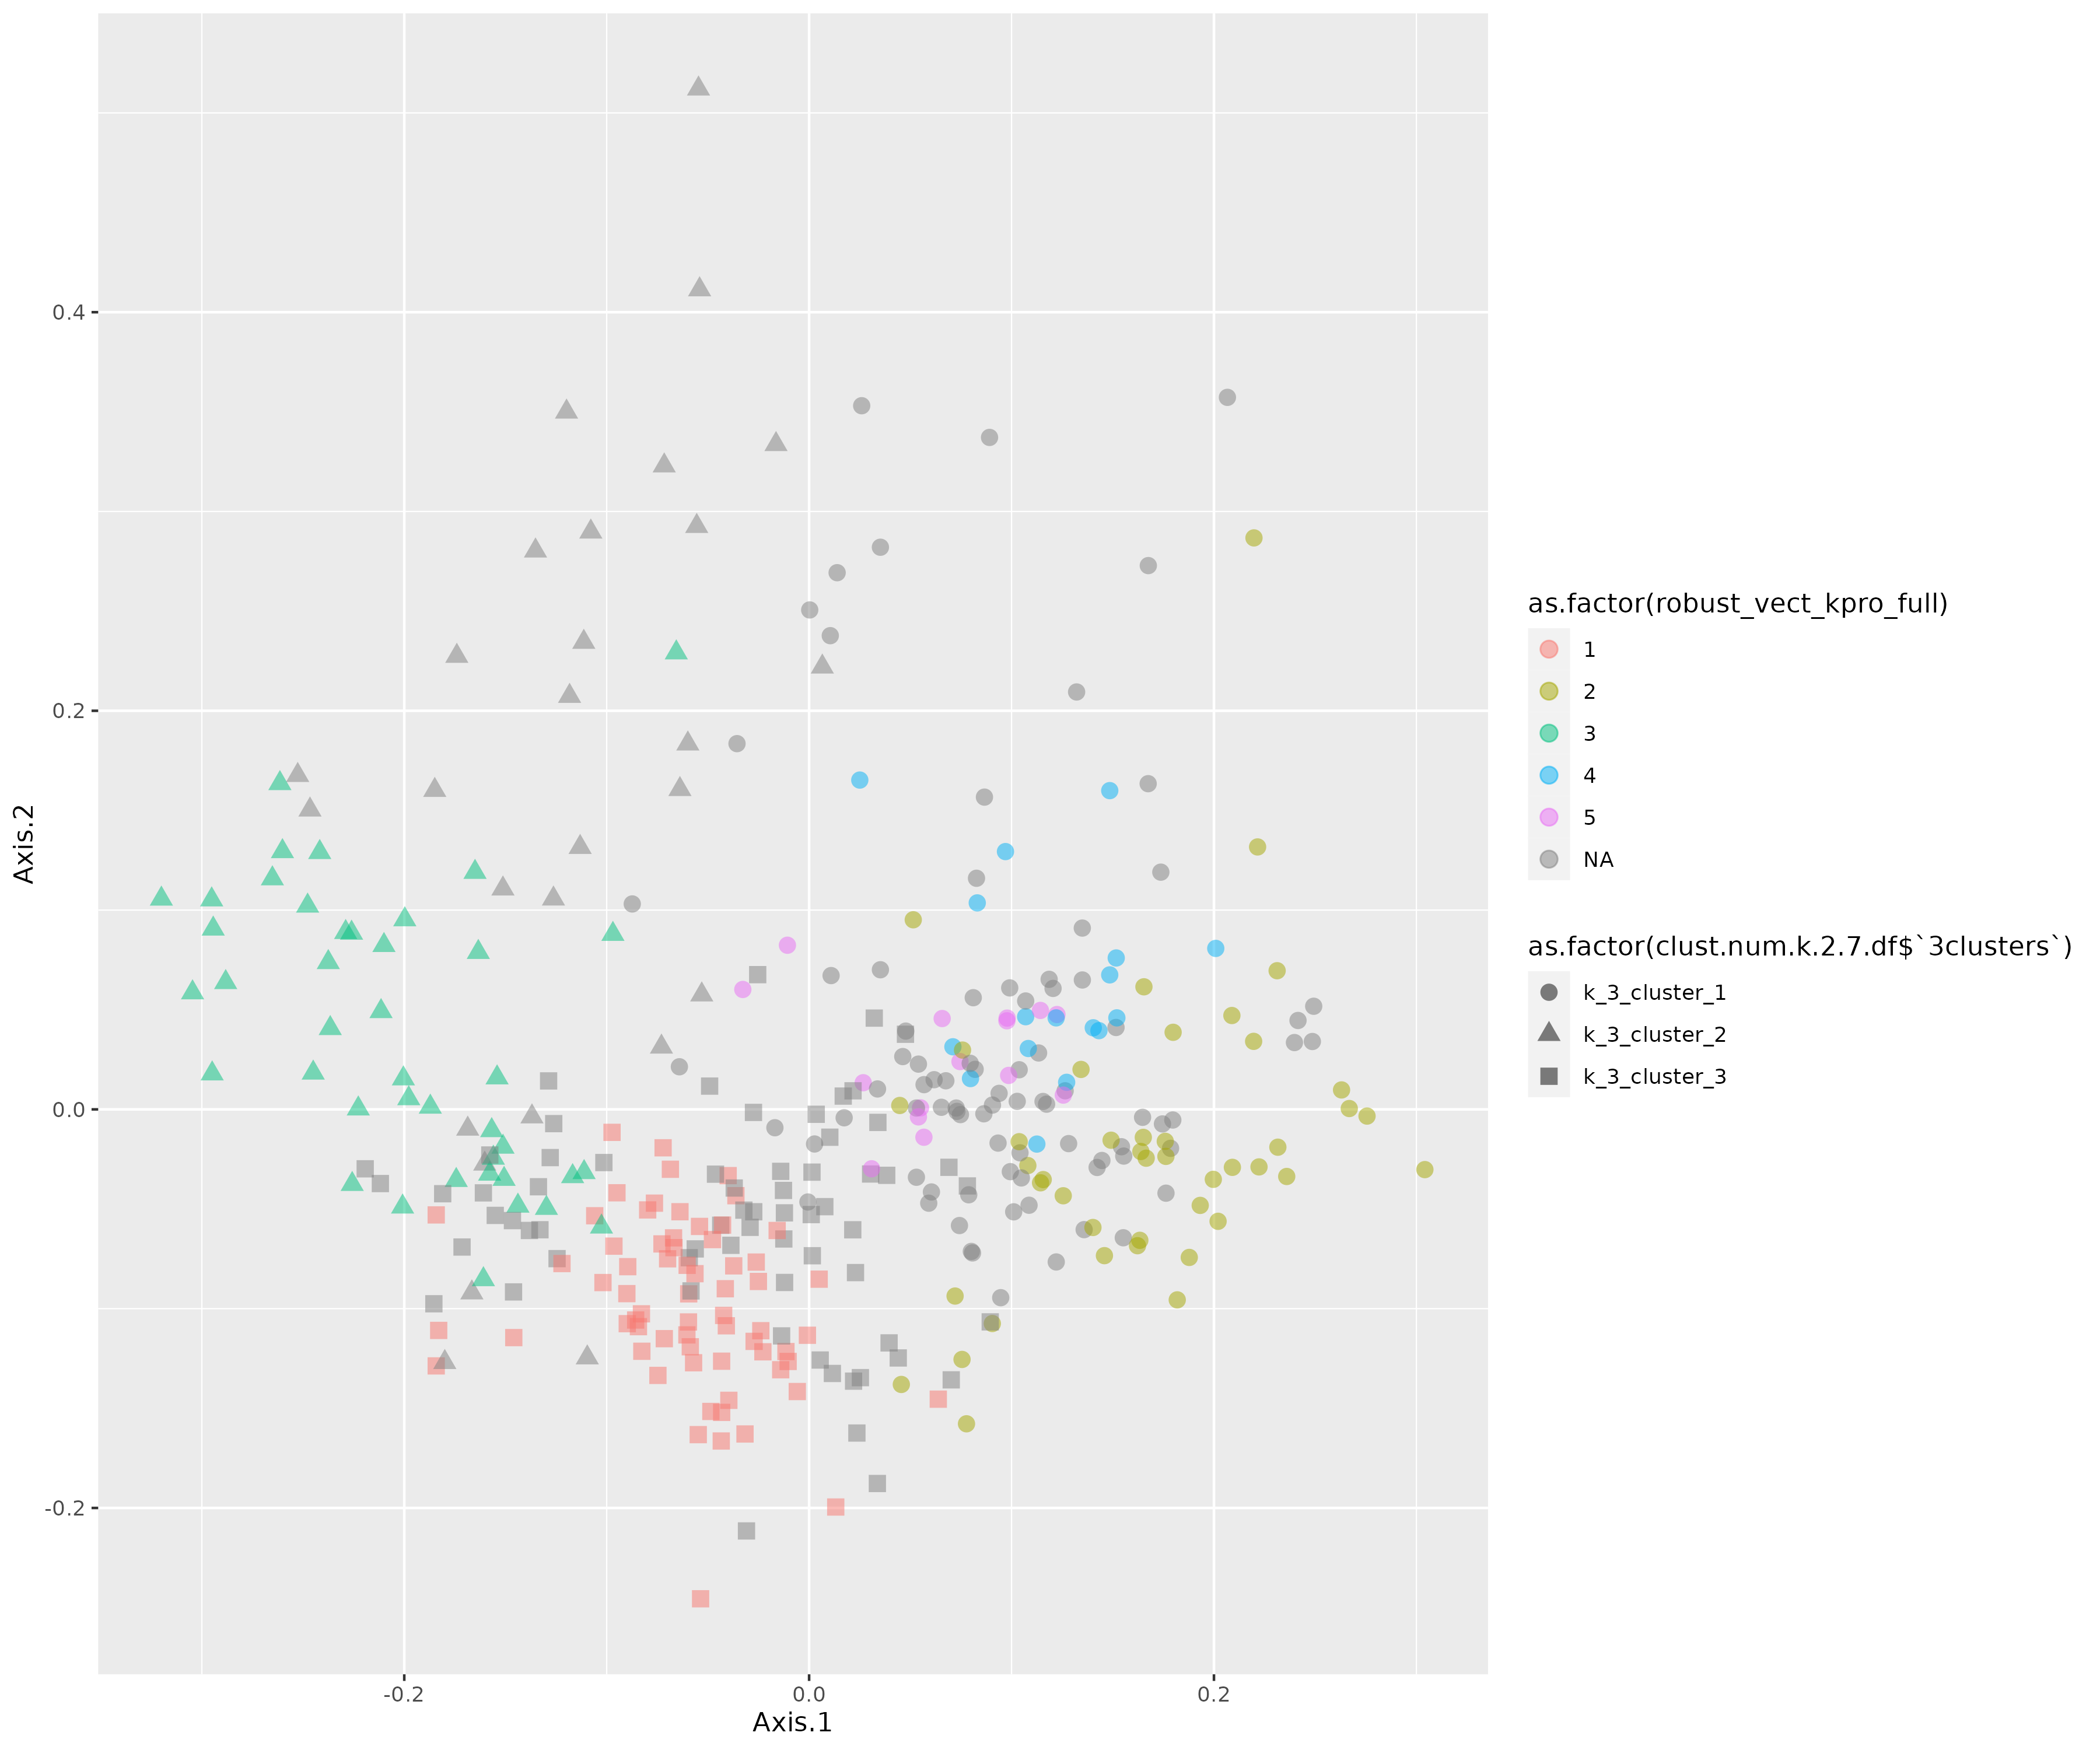 0.4
0.2
0.0
-0.2
Axis.2
-0.2
0.0
0.2
Axis.1
as.factor(robust_vect_kpro_full)
1
2
3
4
5
NA
as.factor(clust.num.k.2.7.df$`3clusters`)
k_3_cluster_1
k_3_cluster_2
k_3_cluster_3